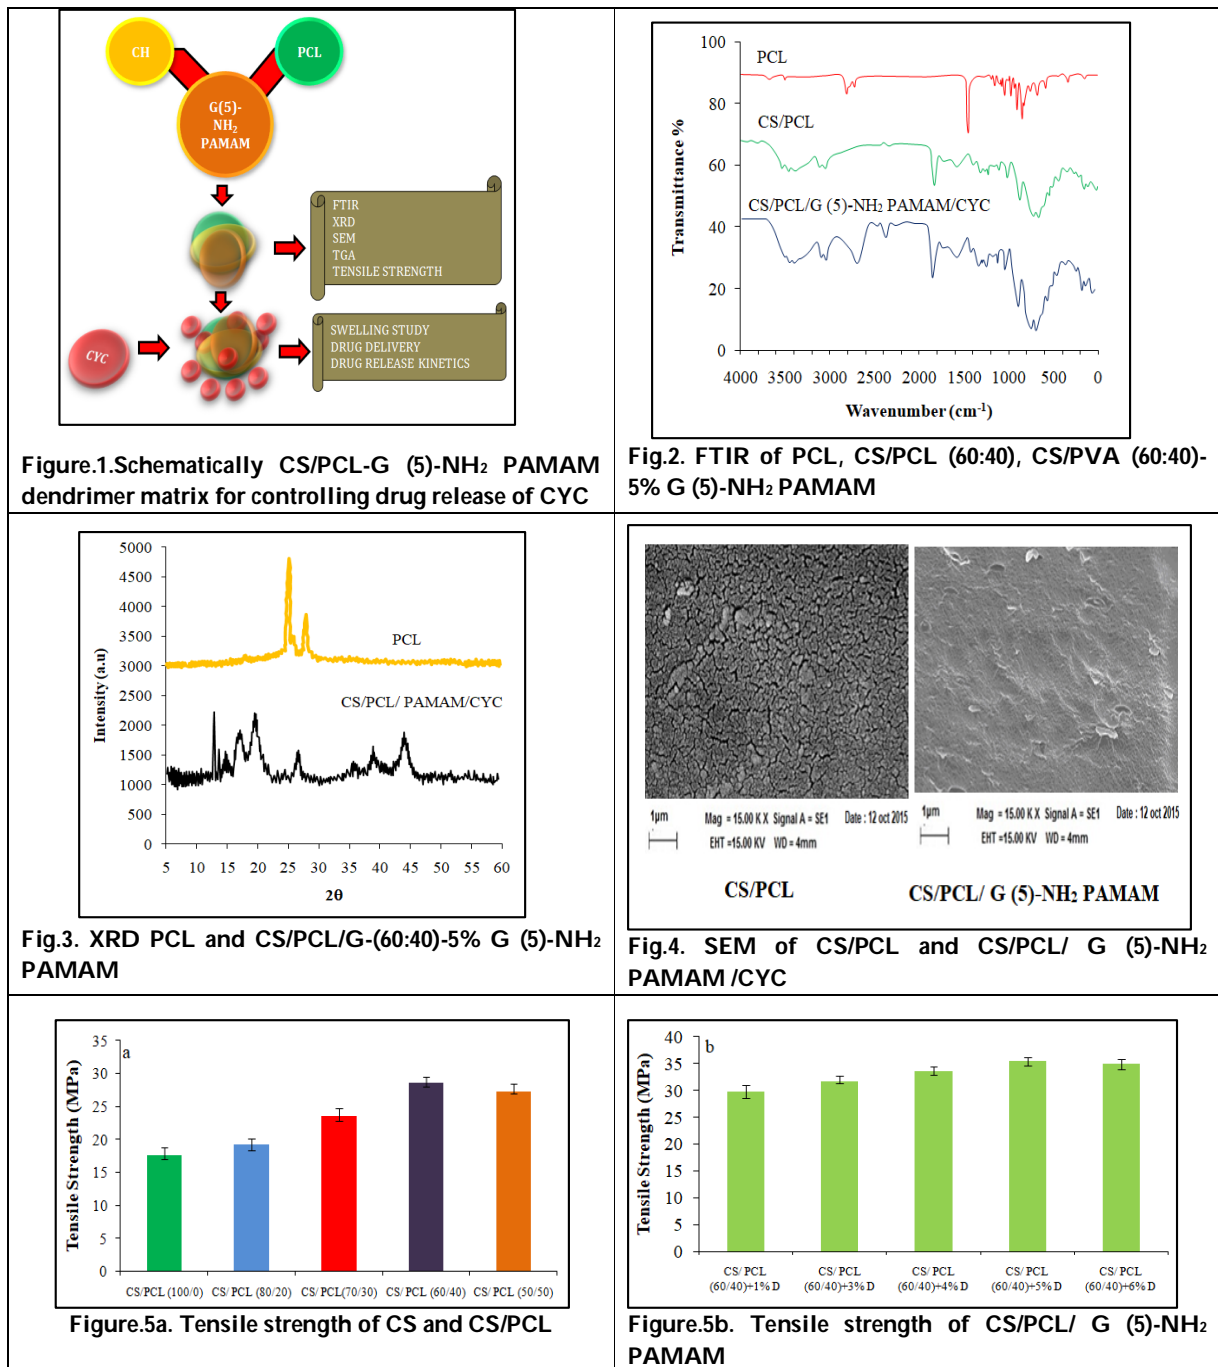 CH
PCL
G(5)-
NH₂
PAMAM
FTIR
XRD
SEM
TGA
TENSILE STRENGTH
CYC
SWELLING STUDY
DRUG DELIVERY
DRUG RELEASE KINETICS
Figure.1.Schematically CS/PCL-G (5)-NH₂ PAMAM
dendrimer matrix for controlling drug release of CYC
100
80
60
40
20
0
Transmittance %
PCL
CS/PCL
CS/PCL/G (5)-NH₂ PAMAM/CYC
4000 3500 3000 2500 2000 1500 1000 500 0
Wavenumber (cm⁻¹)
Fig.2. FTIR of PCL, CS/PCL (60:40), CS/PVA (60:40)-
5% G (5)-NH₂ PAMAM
5000
4500
4000
3500
3000
2500
2000
1500
1000
500
0
Intensity (a.u)
PCL
CS/PCL/ PAMAM/CYC
5 10 15 20 25 30 35 40 45 50 55 60
2θ
Fig.3. XRD PCL and CS/PCL/G-(60:40)-5% G (5)-NH₂
PAMAM
1μm Mag = 15.00 K X Signal A = SE1 Date : 12 oct 2015
EHT =15.00 KV WD = 4mm
CS/PCL
1μm Mag = 15.00 K X Signal A = SE1 Date : 12 oct 2015
EHT =15.00 KV WD = 4mm
CS/PCL/ G (5)-NH₂ PAMAM
Fig.4. SEM of CS/PCL and CS/PCL/ G (5)-NH₂
PAMAM /CYC
35
30
25
20
15
10
5
0
Tensile Strength (MPa)
a
CS/PCL (100/0) CS/ PCL (80/20) CS/ PCL(70/30) CS/PCL (60/40) CS/PCL (50/50)
Figure.5a. Tensile strength of CS and CS/PCL
40
35
30
25
20
15
10
5
0
Tensile Strength (MPa)
b
CS/ PCL CS/ PCL CS/ PCL CS/ PCL CS/ PCL
(60/40)+1% D (60/40)+3% D (60/40)+4% D (60/40)+5% D (60/40)+6% D
Figure.5b. Tensile strength of CS/PCL/ G (5)-NH₂
PAMAM